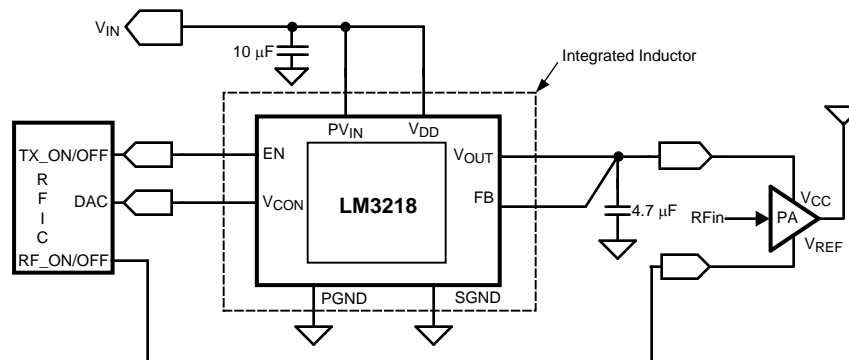 VIN
10 µF
Integrated Inductor
PVIN
VDD
TX_ON/OFF
EN
VOUT
R
F
I
C
DAC
VCON
LM3218
FB
4.7 µF
VCC
RFin
PA
VREF
RF_ON/OFF
PGND
SGND